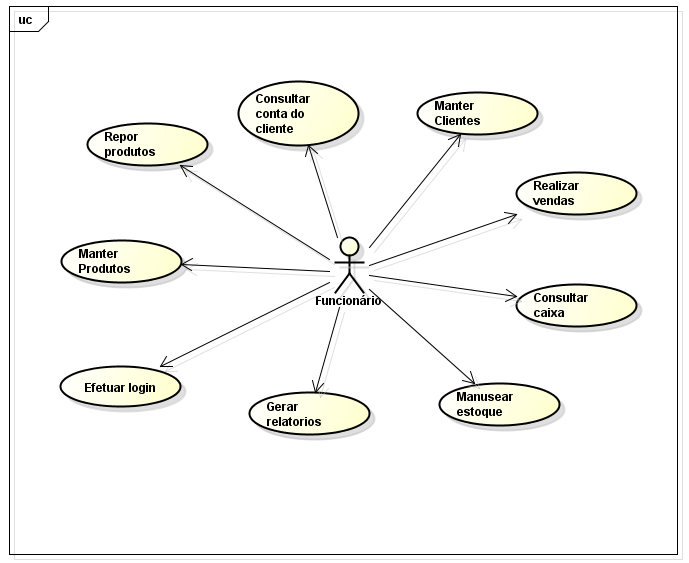 uc
Consultar
conta do
cliente
Manter
Clientes
Repor
produtos
Realizar
vendas
Manter
Produtos
Funcionário
Consultar
caixa
Efetuar login
Gerar
relatorios
Manusear
estoque